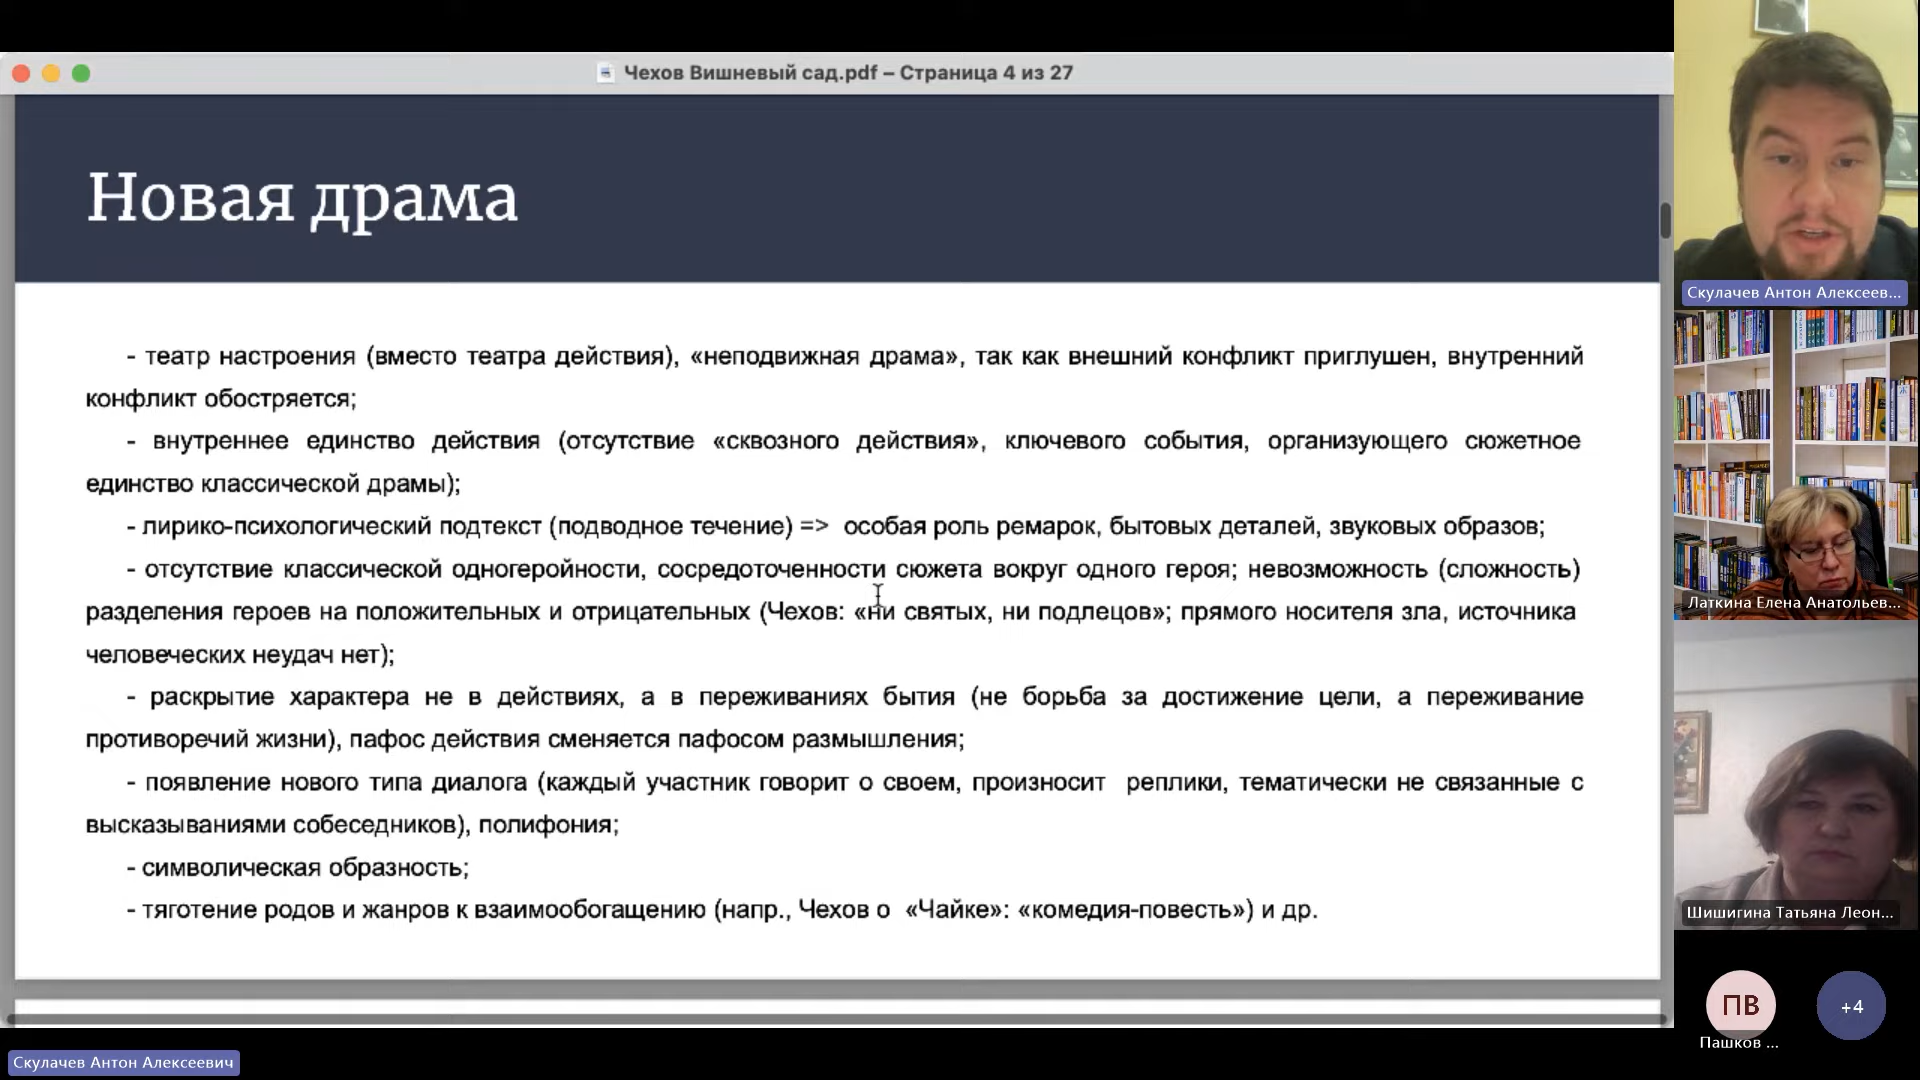 Чехов Вишневый сад.pdf – Страница 4 из 27
Новая драма
- театр настроения (вместо театра действия), «неподвижная драма», так как внешний конфликт приглушен, внутренний
конфликт обостряется;
- внутреннее единство действия (отсутствие «сквозного действия», ключевого события, организующего сюжетное
единство классической драмы);
- лирико-психологический подтекст (подводное течение) => особая роль ремарок, бытовых деталей, звуковых образов;
- отсутствие классической одногеройности, сосредоточенности сюжета вокруг одного героя; невозможность (сложность)
разделения героев на положительных и отрицательных (Чехов: «ни святых, ни подлецов»; прямого носителя зла, источника
человеческих неудач нет);
- раскрытие характера не в действиях, а в переживаниях бытия (не борьба за достижение цели, а переживание
противоречий жизни), пафос действия сменяется пафосом размышления;
- появление нового типа диалога (каждый участник говорит о своем, произносит реплики, тематически не связанные с
высказываниями собеседников), полифония;
- символическая образность;
- тяготение родов и жанров к взаимообогащению (напр., Чехов о «Чайке»: «комедия-повесть») и др.
Скулачев Антон Алексеев...
Латкина Елена Анатольев...
Шишигина Татьяна Леон...
ПВ
+4
Пашков ...
Скулачев Антон Алексеевич